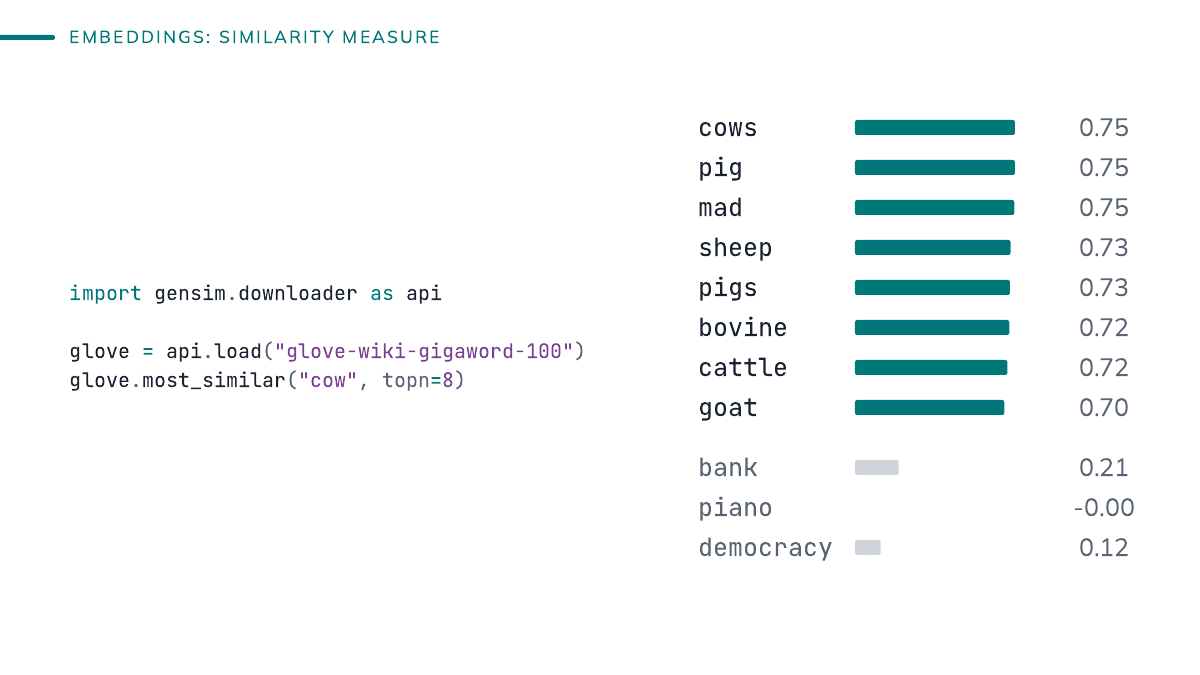 EMBEDDINGS: SIMILARITY MEASURE
import gensim.downloader as api
glove = api.load("glove-wiki-gigaword-100")
glove.most_similar("cow", topn=8)
cows 0.75
pig 0.75
mad 0.75
sheep 0.73
pigs 0.73
bovine 0.72
cattle 0.72
goat 0.70
bank 0.21
piano -0.00
democracy 0.12